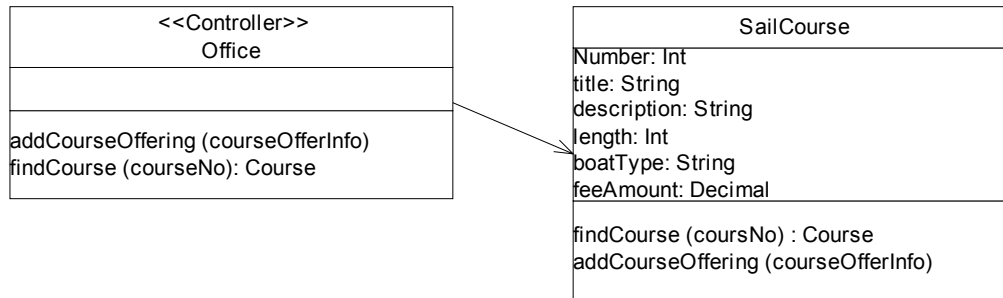 <<Controller>>
Office
addCourseOffering (courseOfferInfo)
findCourse (courseNo): Course
SailCourse
Number: Int
title: String
description: String
length: Int
boatType: String
feeAmount: Decimal
findCourse (coursNo) : Course
addCourseOffering (courseOfferInfo)